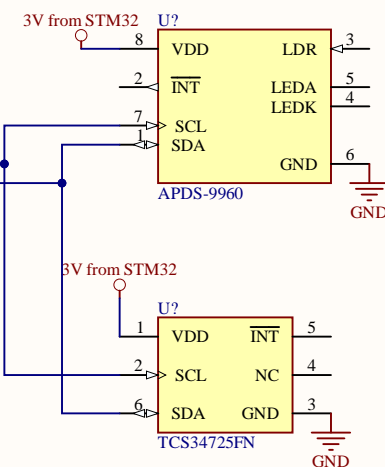 3V from STM32
U?
8 VDD LDR 3
2 INT LEDA 5
LEDK 4
7 SCL
1 SDA
GND 6
APDS-9960
GND
3V from STM32
U?
1 VDD INT 5
2 SCL NC 4
6 SDA GND 3
TCS34725FN
GND